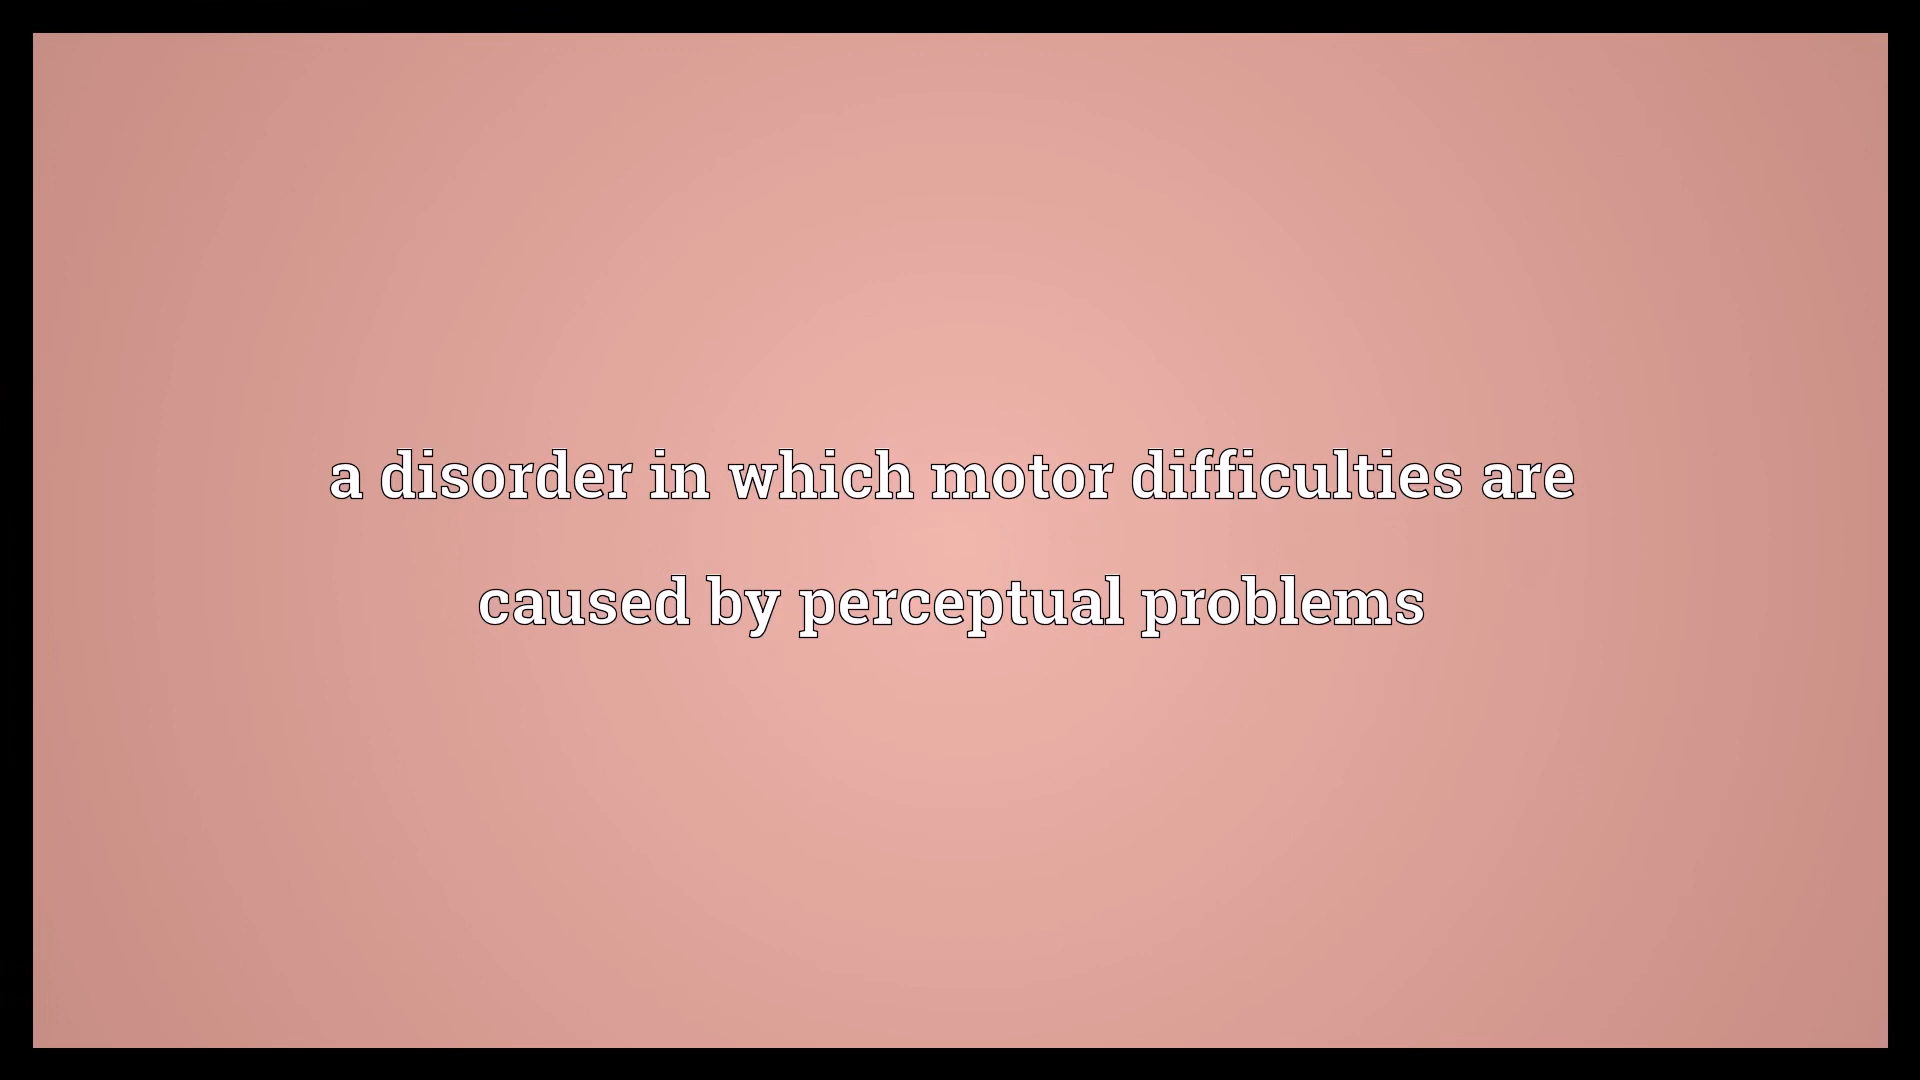 a disorder in which motor difficulties are
caused by perceptual problems